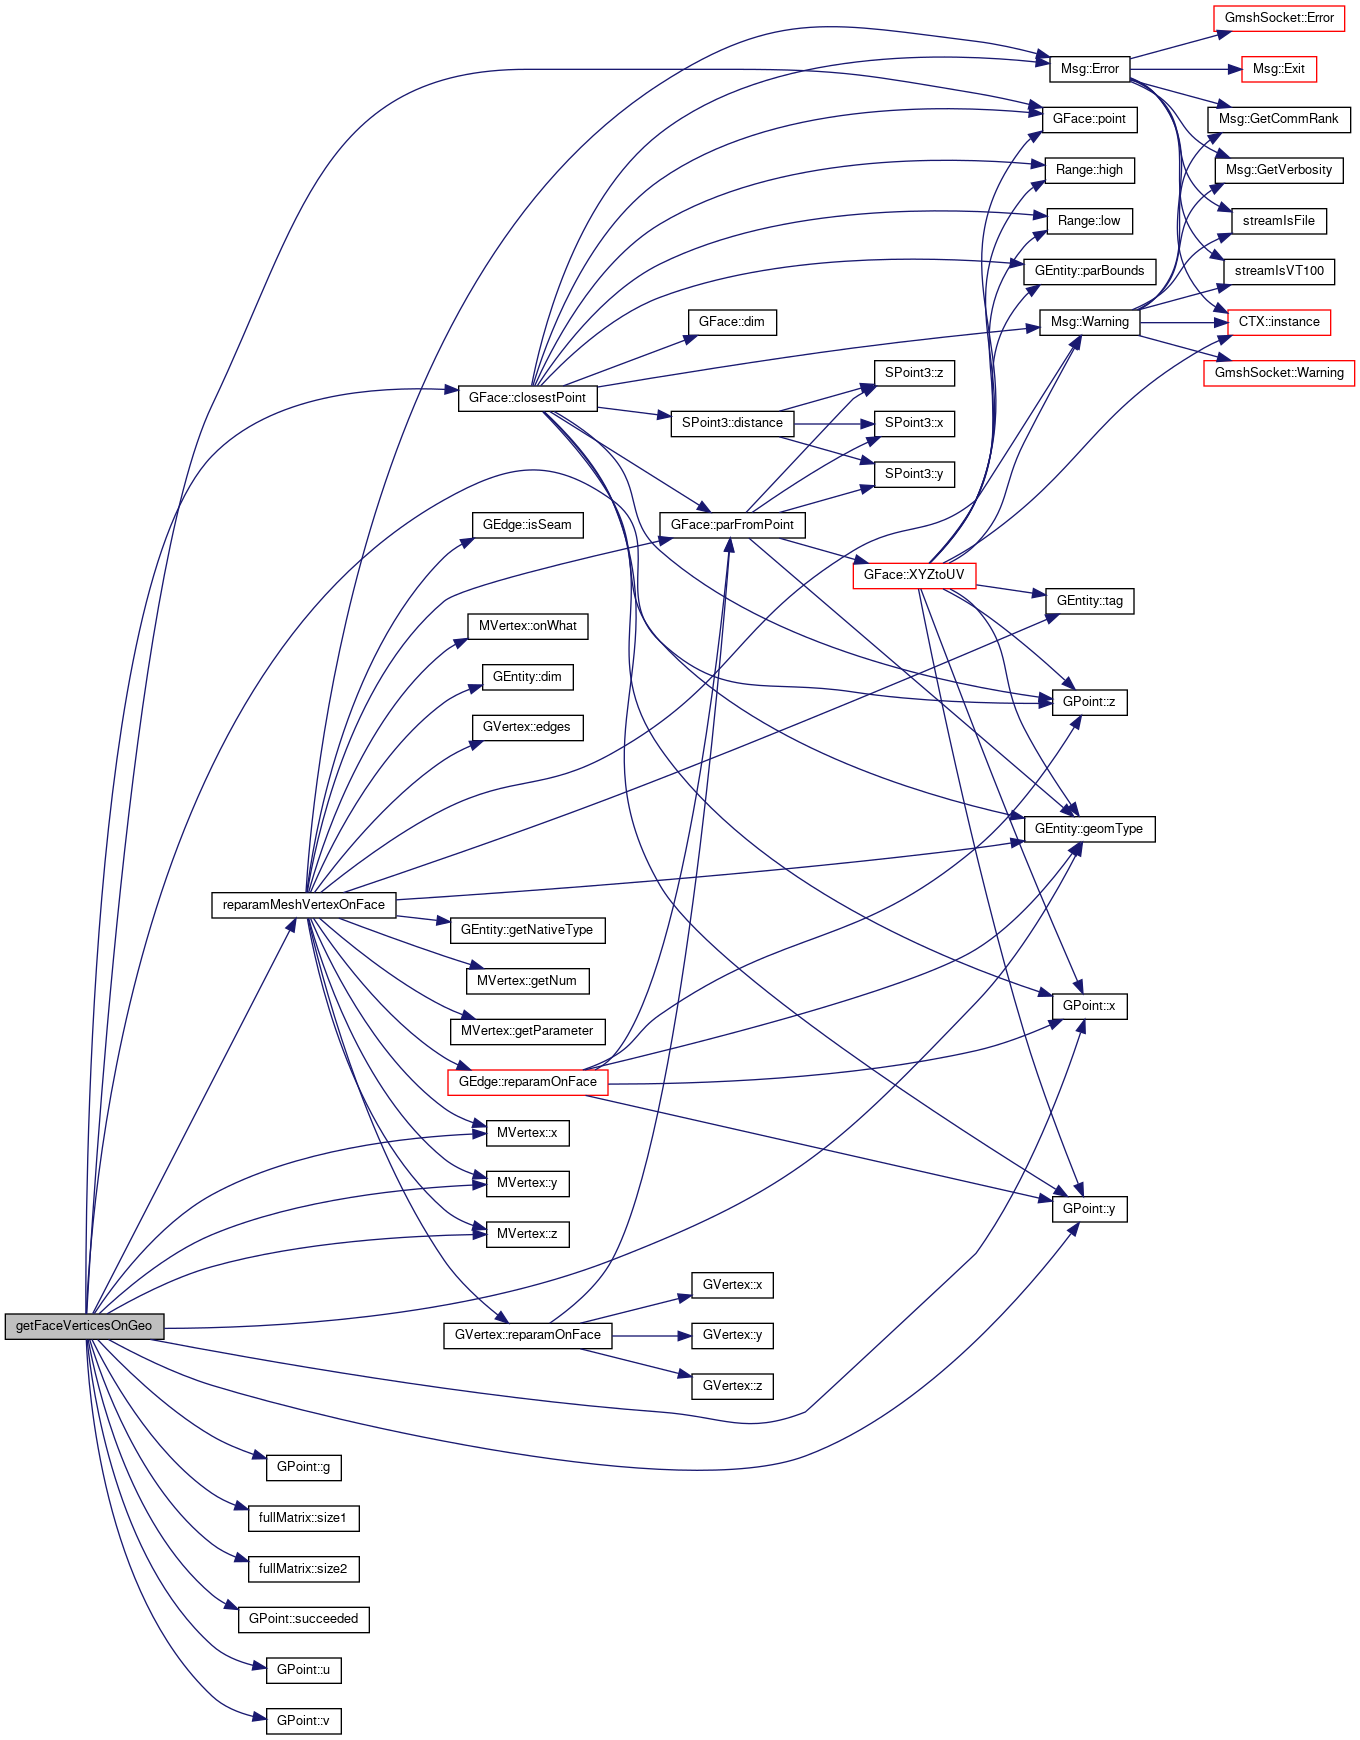 GmshSocket::Error
Msg::Error
Msg::Exit
GFace::point
Msg::GetCommRank
Range::high
Msg::GetVerbosity
Range::low
streamIsFile
GEntity::parBounds
streamIsVT100
GFace::dim
Msg::Warning
CTX::instance
SPoint3::z
GmshSocket::Warning
GFace::closestPoint
SPoint3::distance
SPoint3::x
SPoint3::y
GEdge::isSeam
GFace::parFromPoint
GFace::XYZtoUV
GEntity::tag
MVertex::onWhat
GEntity::dim
GPoint::z
GVertex::edges
GEntity::geomType
reparamMeshVertexOnFace
GEntity::getNativeType
MVertex::getNum
GPoint::x
MVertex::getParameter
GEdge::reparamOnFace
MVertex::x
MVertex::y
GPoint::y
MVertex::z
GVertex::x
getFaceVerticesOnGeo
GVertex::reparamOnFace
GVertex::y
GVertex::z
GPoint::g
fullMatrix::size1
fullMatrix::size2
GPoint::succeeded
GPoint::u
GPoint::v